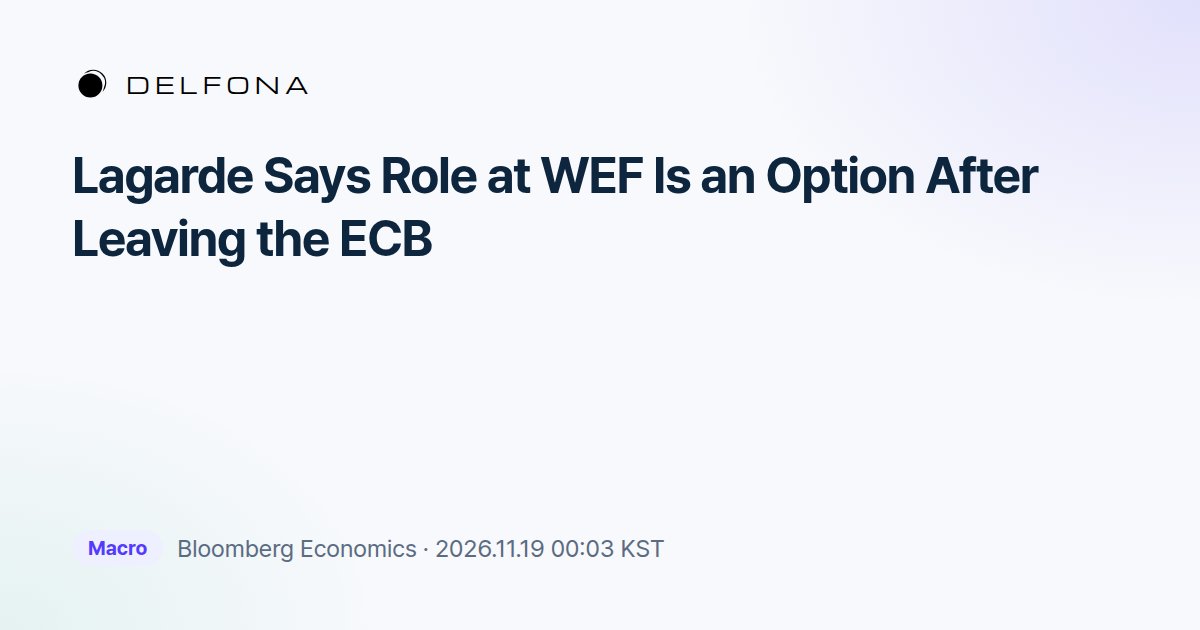 DELFONA
Lagarde Says Role at WEF Is an Option After
Leaving the ECB
Macro Bloomberg Economics · 2026.11.19 00:03 KST